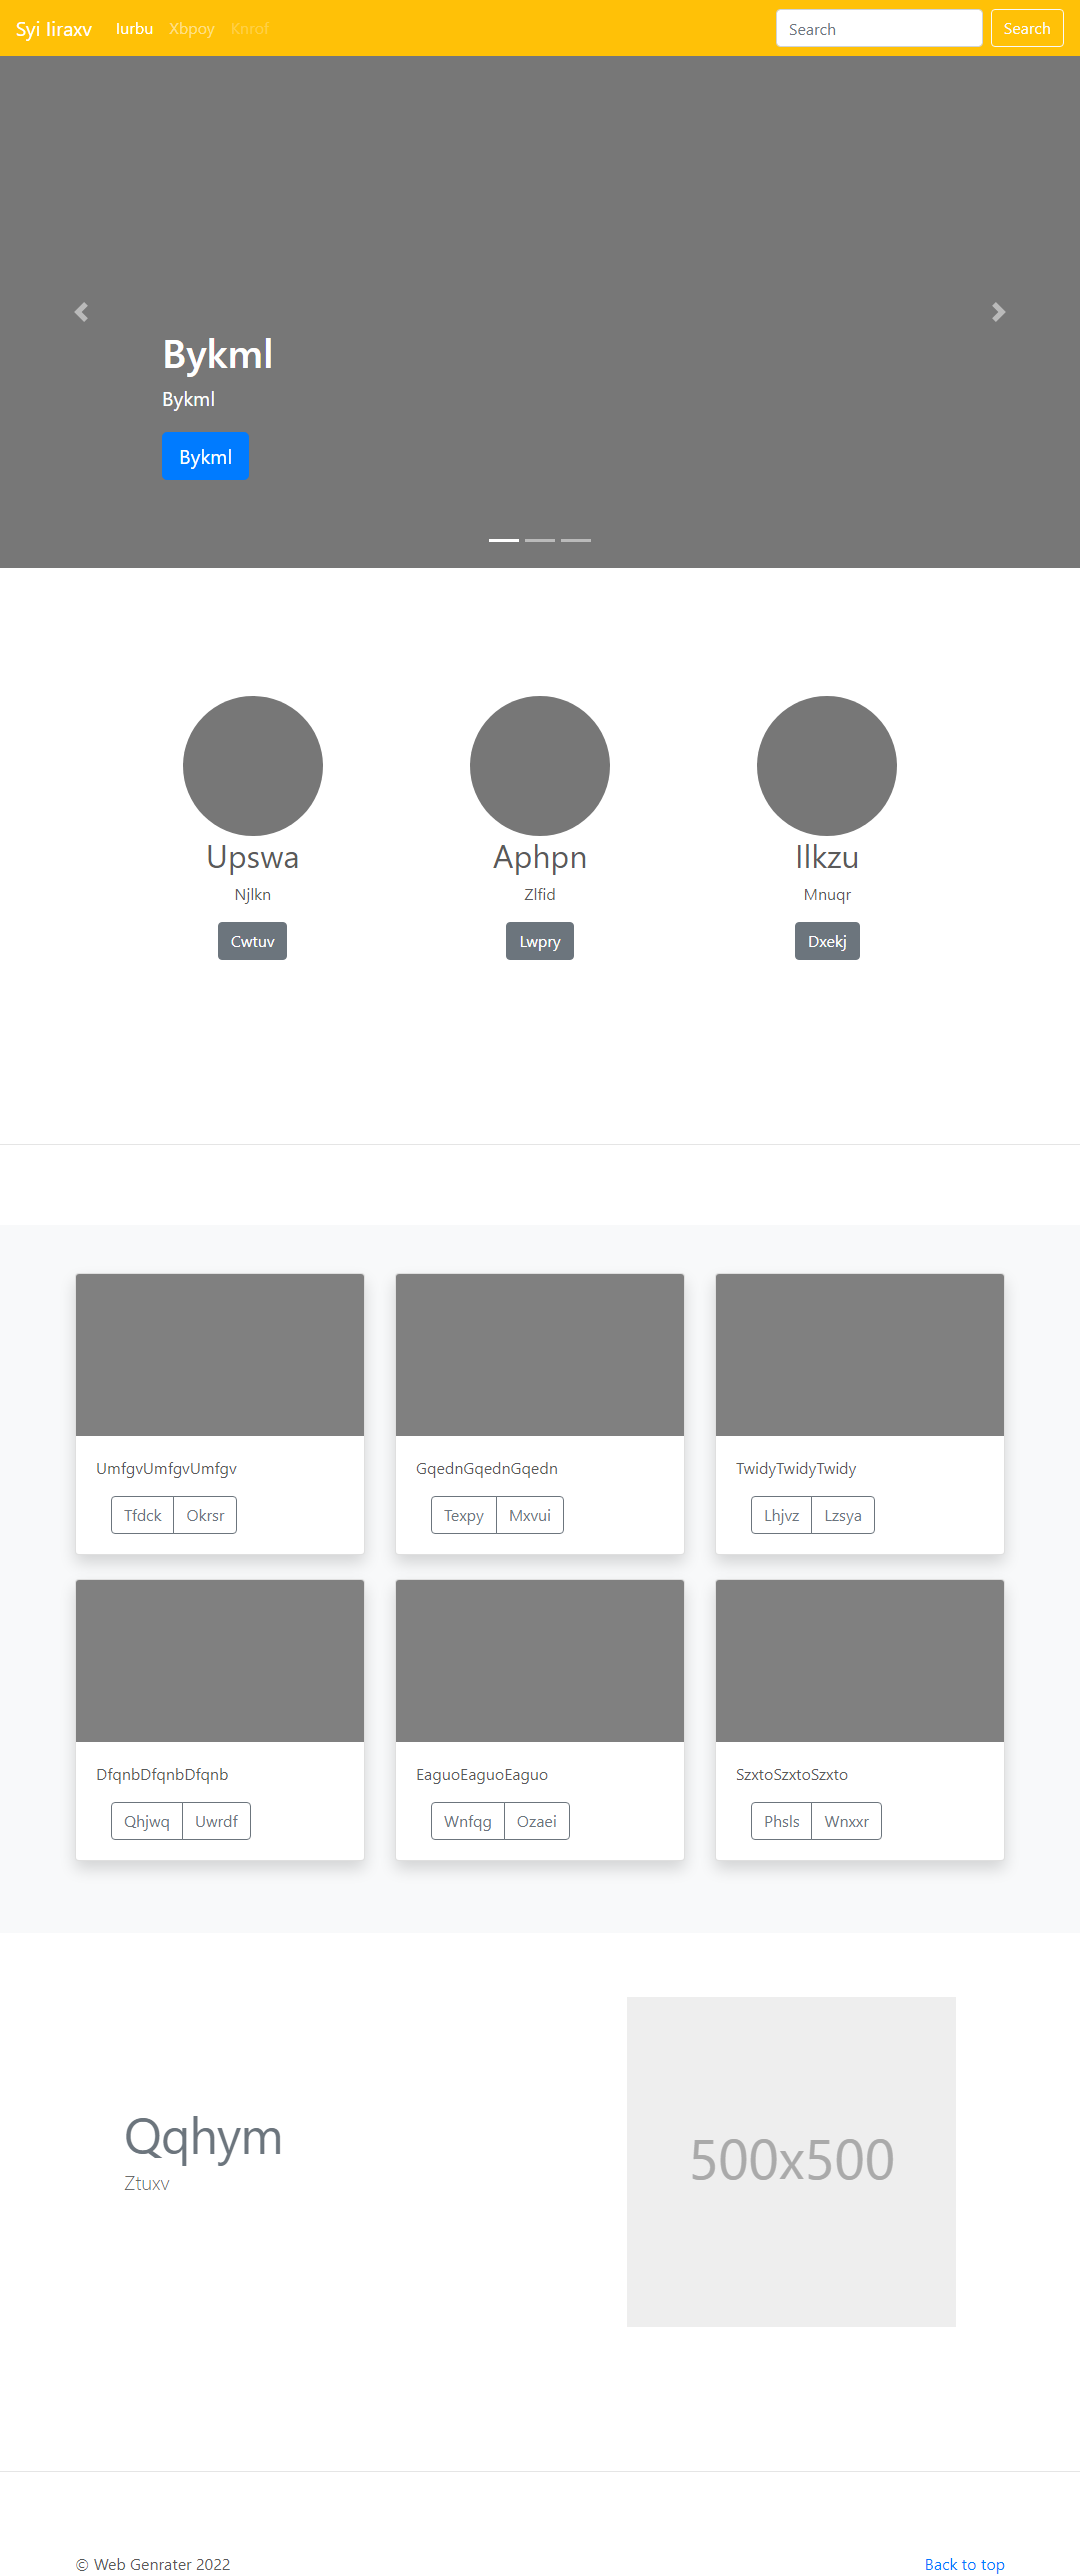 Syi Iiraxv Iurbu Xbpoy Knrof Search Search
Bykml
Bykml
Bykml
Upswa Aphpn Ilkzu
Njlkn Zlfid Mnuqr
Cwtuv Lwpry Dxekj
UmfgvUmfgvUmfgv GqednGqednGqedn TwidyTwidyTwidy
Tfdck Okrsr Texpy Mxvui Lhjvz Lzsya
DfqnbDfqnbDfqnb EaguoEaguoEaguo SzxtoSzxtoSzxto
Qhjwq Uwrdf Wnfqg Ozaei Phsls Wnxxr
Qqhym
Ztuxv
500x500
© Web Genrater 2022 Back to top